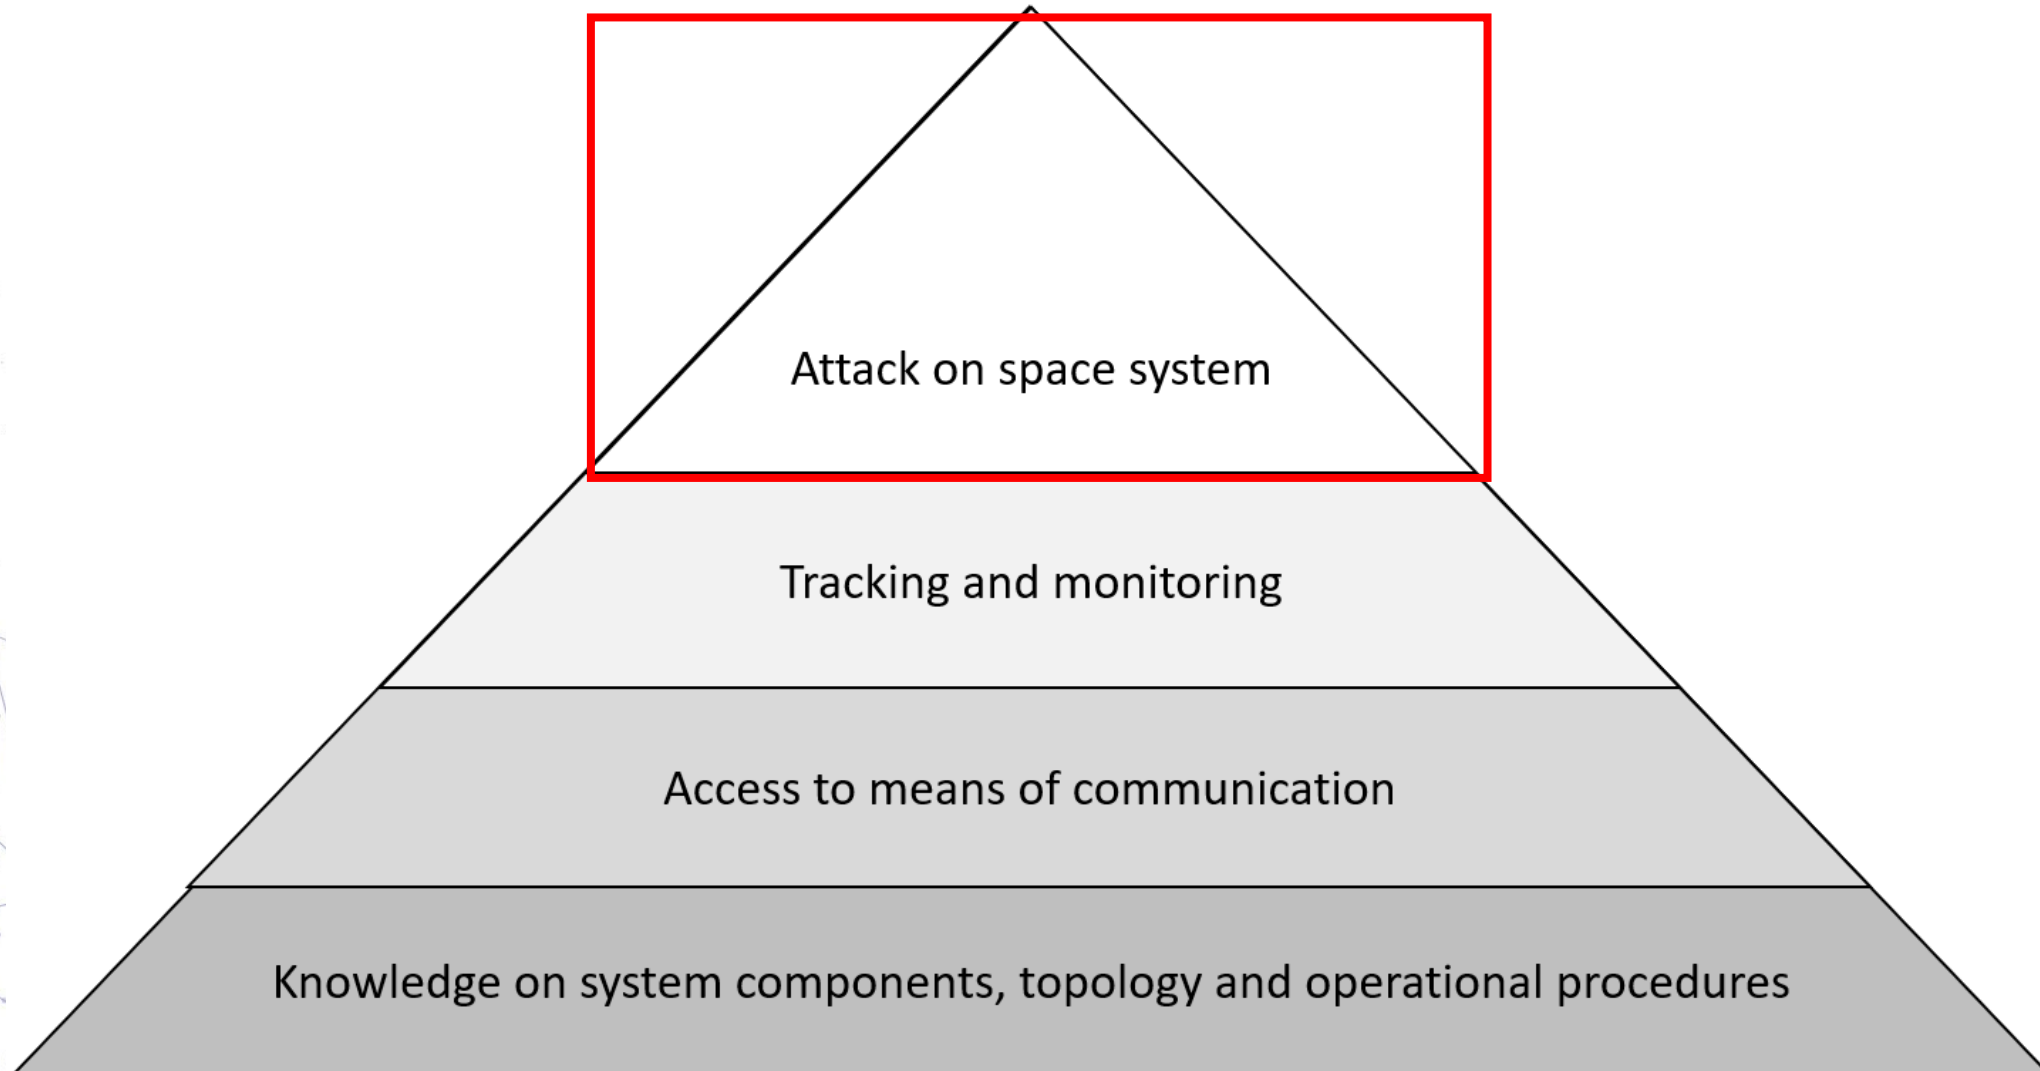 Attack on space system
Tracking and monitoring
Access to means of communication
Knowledge on system components, topology and operational procedures